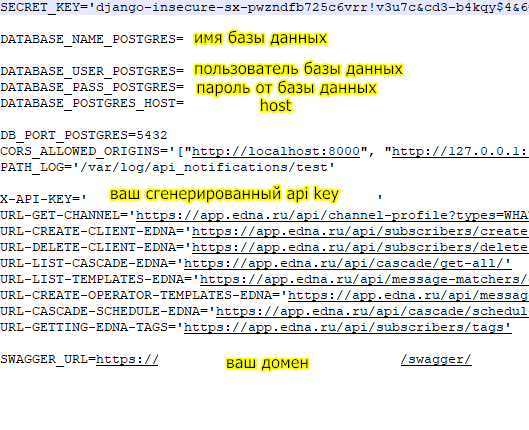 SECRET_KEY='django-insecure-sx-pwzndfb725c6vrr!v3u7c&cd3-b4kqy$4&6
DATABASE_NAME_POSTGRES= имя базы данных
DATABASE_USER_POSTGRES= пользователь базы данных
DATABASE_PASS_POSTGRES= пароль от базы данных
DATABASE_POSTGRES_HOST= host
DB_PORT_POSTGRES=5432
CORS_ALLOWED_ORIGINS='["http://localhost:8000", "http://127.0.0.1:
PATH_LOG='/var/log/api_notifications/test'
X-API-KEY=' ваш сгенерированный api key '
URL-GET-CHANNEL='https://app.edna.ru/api/channel-profile?types=WHA
URL-CREATE-CLIENT-EDNA='https://app.edna.ru/api/subscribers/create
URL-DELETE-CLIENT-EDNA='https://app.edna.ru/api/subscribers/delete
URL-LIST-CASCADE-EDNA='https://app.edna.ru/api/cascade/get-all/'
URL-LIST-TEMPLATES-EDNA='https://app.edna.ru/api/message-matchers/
URL-CREATE-OPERATOR-TEMPLATES-EDNA='https://app.edna.ru/api/messag
URL-CASCADE-SCHEDULE-EDNA='https://app.edna.ru/api/cascade/schedul
URL-GETTING-EDNA-TAGS='https://app.edna.ru/api/subscribers/tags'
SWAGGER_URL=https:// ваш домен /swagger/